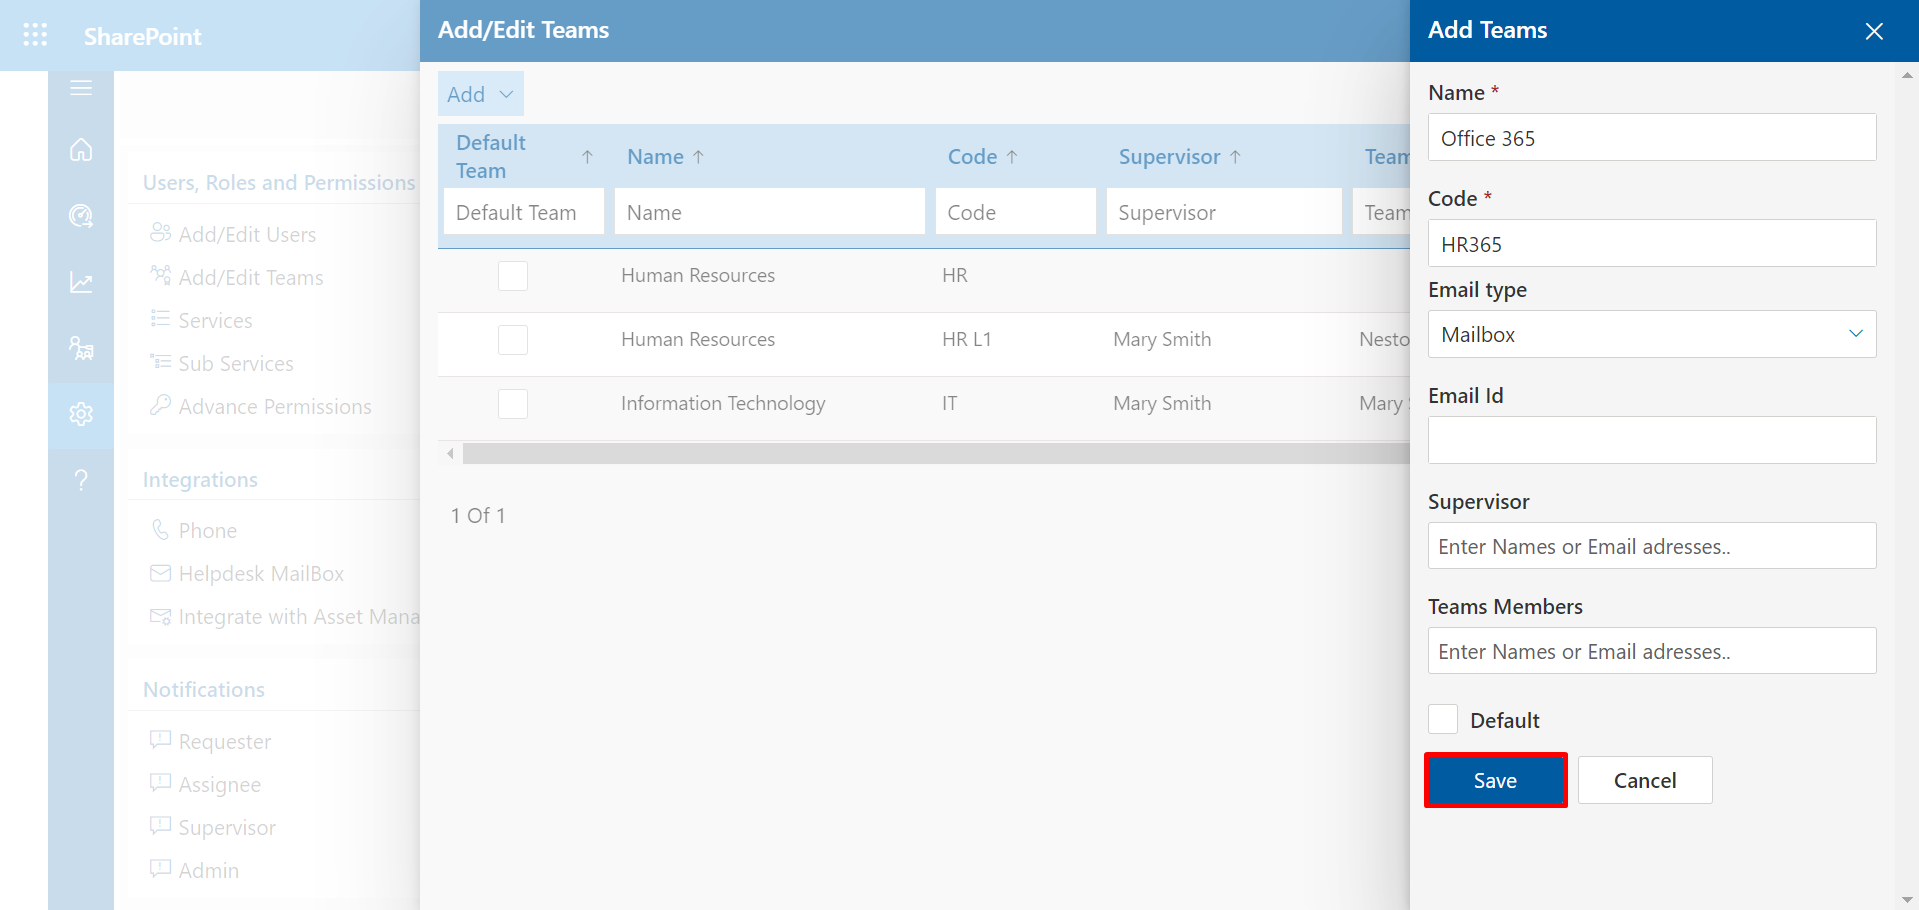 SharePoint
Users, Roles and Permissions
Add/Edit Users
Add/Edit Teams
Services
Sub Services
Advance Permissions
Integrations
Phone
Helpdesk MailBox
Integrate with Asset Mana
Notifications
Requester
Assignee
Supervisor
Admin
Add/Edit Teams
Add
Default Team Name Code Supervisor Team
Default Team Name Code Supervisor Team
Human Resources HR
Human Resources HR L1 Mary Smith Nesto
Information Technology IT Mary Smith Mary
1 Of 1
Add Teams
Name *
Office 365
Code *
HR365
Email type
Mailbox
Email Id
Supervisor
Enter Names or Email adresses..
Teams Members
Enter Names or Email adresses..
Default
Save Cancel